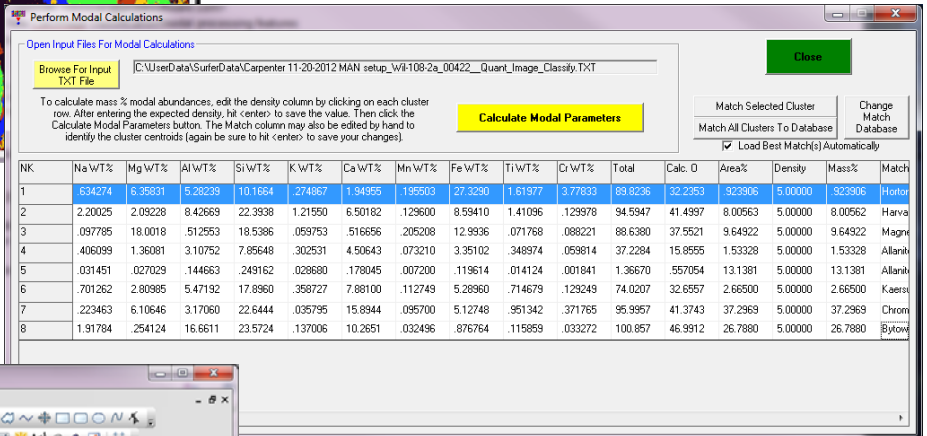 Perform Modal Calculations
Open Input Files For Modal Calculations
Browse For Input
TXT File
C:\UserData\SurferData\Carpenter 11-20-2012 MAN setup_Wil-108-2a_00422__Quant_Image_Classify.TXT
Close
To calculate mass % modal abundances, edit the density column by clicking on each cluster
row. After entering the expected density, hit <enter> to save the value. Then click the
Calculate Modal Parameters button. The Match column may also be edited by hand to
identify the cluster centroids (again be sure to hit <enter> to save your changes).
Calculate Modal Parameters
Match Selected Cluster
Match All Clusters To Database
Change
Match
Database
Load Best Match(s) Automatically
NK Na WT% Mg WT% Al WT% Si WT% K WT% Ca WT% Mn WT% Fe WT% Ti WT% Cr WT% Total Calc. O Area% Density Mass% Match
1 .634274 6.35831 5.28239 10.1664 .274867 1.94955 .195503 27.3290 1.61977 3.77833 89.8236 32.2353 .923906 5.00000 .923906 Horton
2 2.20025 2.09228 8.42669 22.3938 1.21550 6.50182 .129600 8.59410 1.41096 .129978 94.5947 41.4997 8.00563 5.00000 8.00562 Harva
3 .097785 18.0018 .512553 18.5386 .059753 .516656 .205208 12.9936 .071768 .088221 88.6380 37.5521 9.64922 5.00000 9.64922 Magne
4 .406099 1.36081 3.10752 7.85648 .302531 4.50643 .073210 3.35102 .348974 .059814 37.2284 15.8555 1.53328 5.00000 1.53328 Allanit
5 .031451 .027029 .144663 .249162 .028680 .178045 .007200 .119614 .014124 .001841 1.36670 .557054 13.1381 5.00000 13.1381 Allanit
6 .701262 2.80985 5.47192 17.8960 .358727 7.88100 .112749 5.28960 .714679 .129249 74.0207 32.6557 2.66500 5.00000 2.66500 Kaersu
7 .223463 6.10646 3.17060 22.6444 .035795 15.8944 .095700 5.12748 .951342 .371765 95.9957 41.3743 37.2969 5.00000 37.2969 Chrom
8 1.91784 .254124 16.6611 23.5724 .137006 10.2651 .032496 .876764 .115859 .033272 100.857 46.9912 26.7880 5.00000 26.7880 Bytow